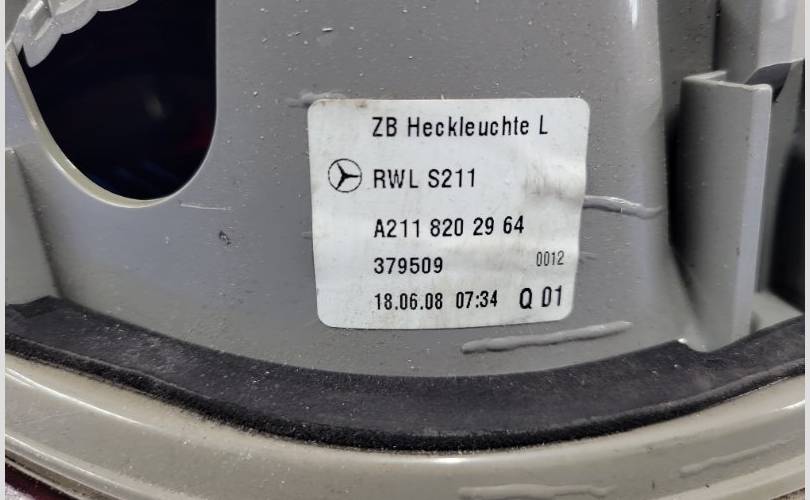 ZB Heckleuchte L
RWL S211
A211 820 29 64
379509 0012
18.06.08 07:34 Q 01